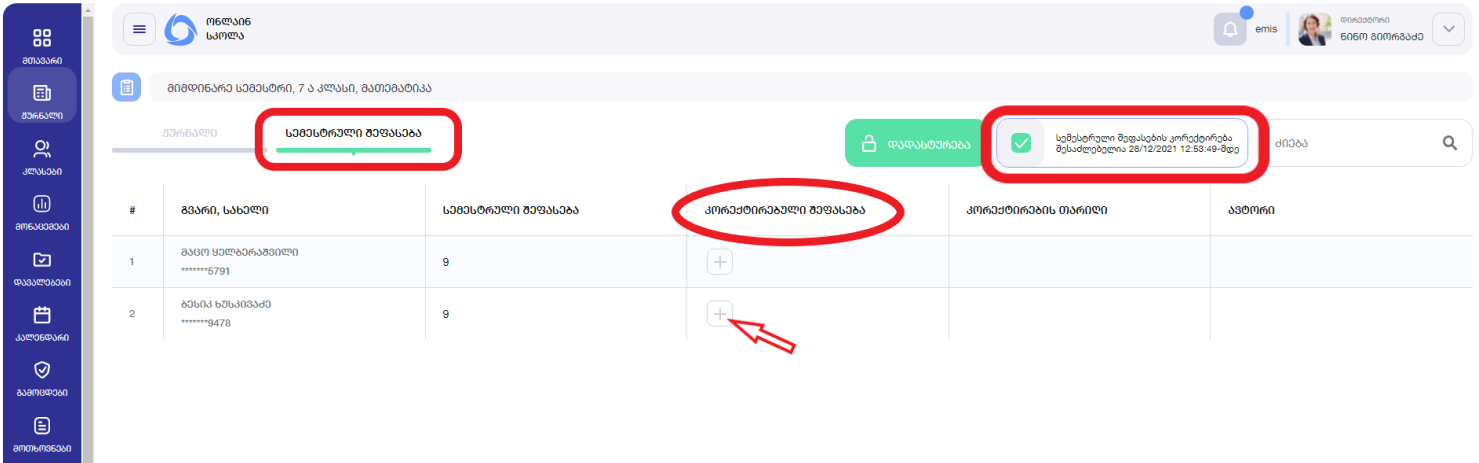 ონლაინ
სკოლა
emis
დირექტორი
ნინო გიორგაძე
მთავარი
ჟურნალი
კლასები
მონაცემები
დავალებები
კალენდარი
გამოცდები
მოთხოვნები
მიმდინარე სემესტრი, 7 ა კლასი, მათემატიკა
ჟურნალი
სემესტრული შეფასება
დადასტურება
სემესტრული შეფასების კორექტირება
შესაძლებელია 28/12/2021 12:53:49-მდე
ძიება
# გვარი, სახელი სემესტრული შეფასება კორექტირებული შეფასება კორექტირების თარიღი ავტორი
1 მაცო ყელბერაშვილი 9
*******5791
2 ბესიკ ხუსკივაძე 9
*******9478